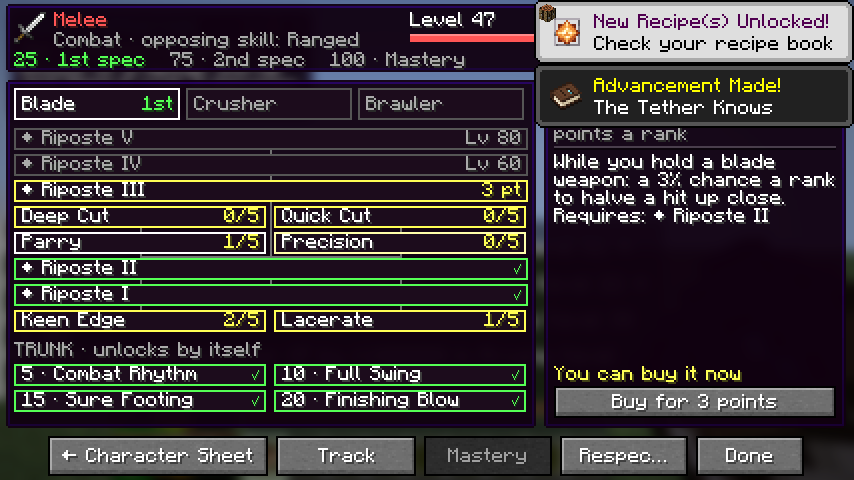 Melee
Level 47
Combat · opposing skill: Ranged
25 · 1st spec 75 · 2nd spec 100 · Mastery
New Recipe(s) Unlocked!
Check your recipe book
Advancement Made!
The Tether Knows
Blade 1st
Crusher
Brawler
◆ Riposte V Lv 80
◆ Riposte IV Lv 60
◆ Riposte III 3 pt
Deep Cut 0/5
Quick Cut 0/5
Parry 1/5
Precision 0/5
◆ Riposte II ✓
◆ Riposte I ✓
Keen Edge 2/5
Lacerate 1/5
TRUNK · unlocks by itself
5 · Combat Rhythm ✓
10 · Full Swing ✓
15 · Sure Footing ✓
20 · Finishing Blow ✓
points a rank
While you hold a blade
weapon: a 3% chance a rank
to halve a hit up close.
Requires: ◆ Riposte II
You can buy it now
Buy for 3 points
← Character Sheet
Track
Mastery
Respec...
Done